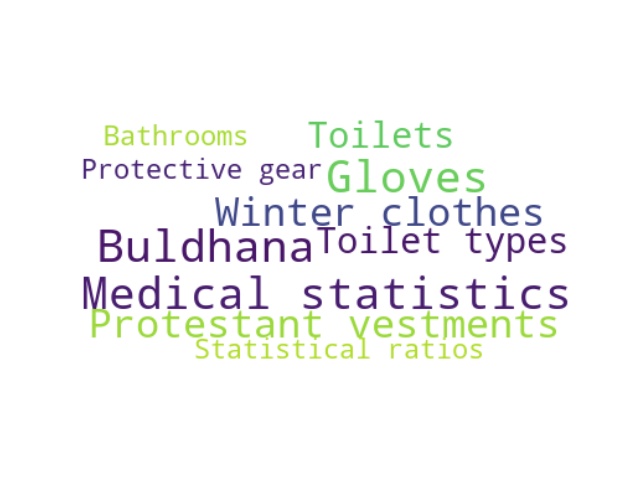 Bathrooms
Toilets
Protective gear
Gloves
Winter clothes
Buldhana
Toilet types
Medical statistics
Protestant vestments
Statistical ratios